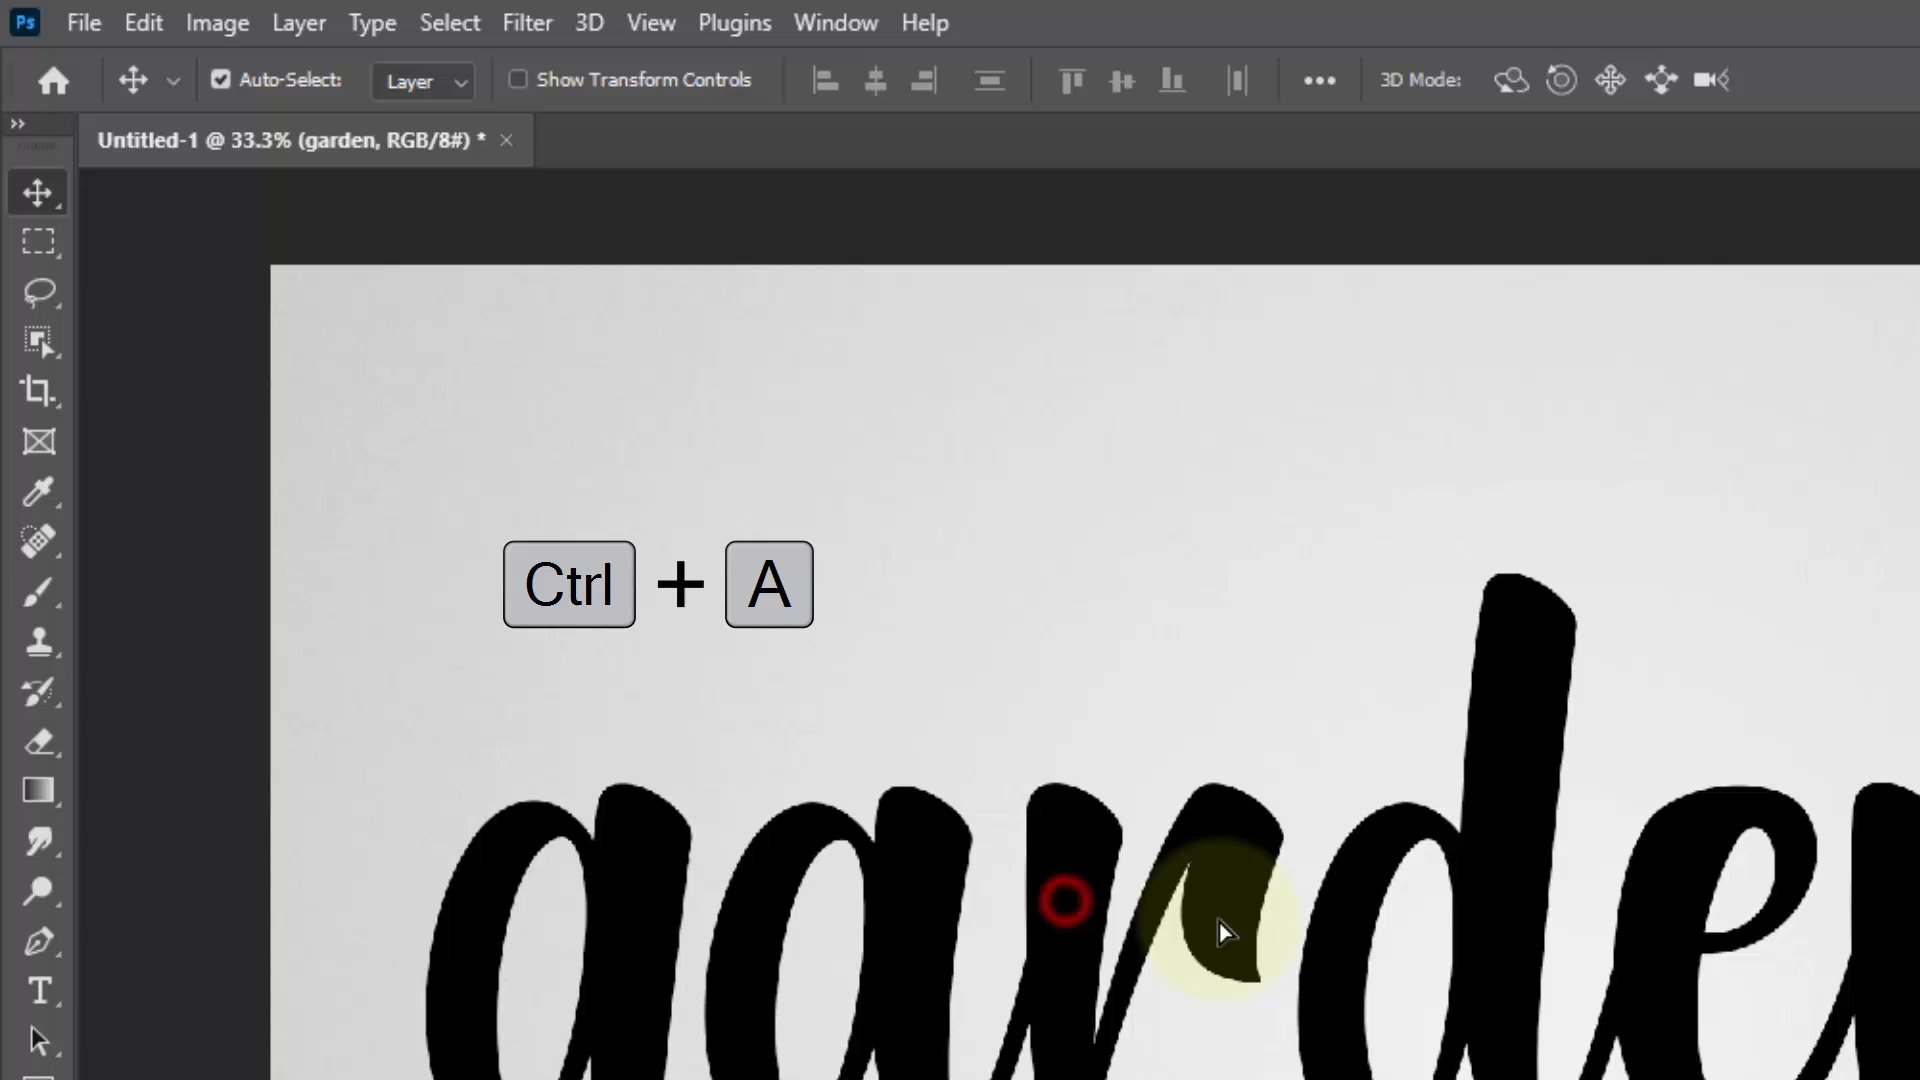 Ps File Edit Image Layer Type Select Filter 3D View Plugins Window Help
Auto-Select: Layer Show Transform Controls 3D Mode:
Untitled-1 @ 33.3% (garden, RGB/8#) *
Ctrl + A
garden
T